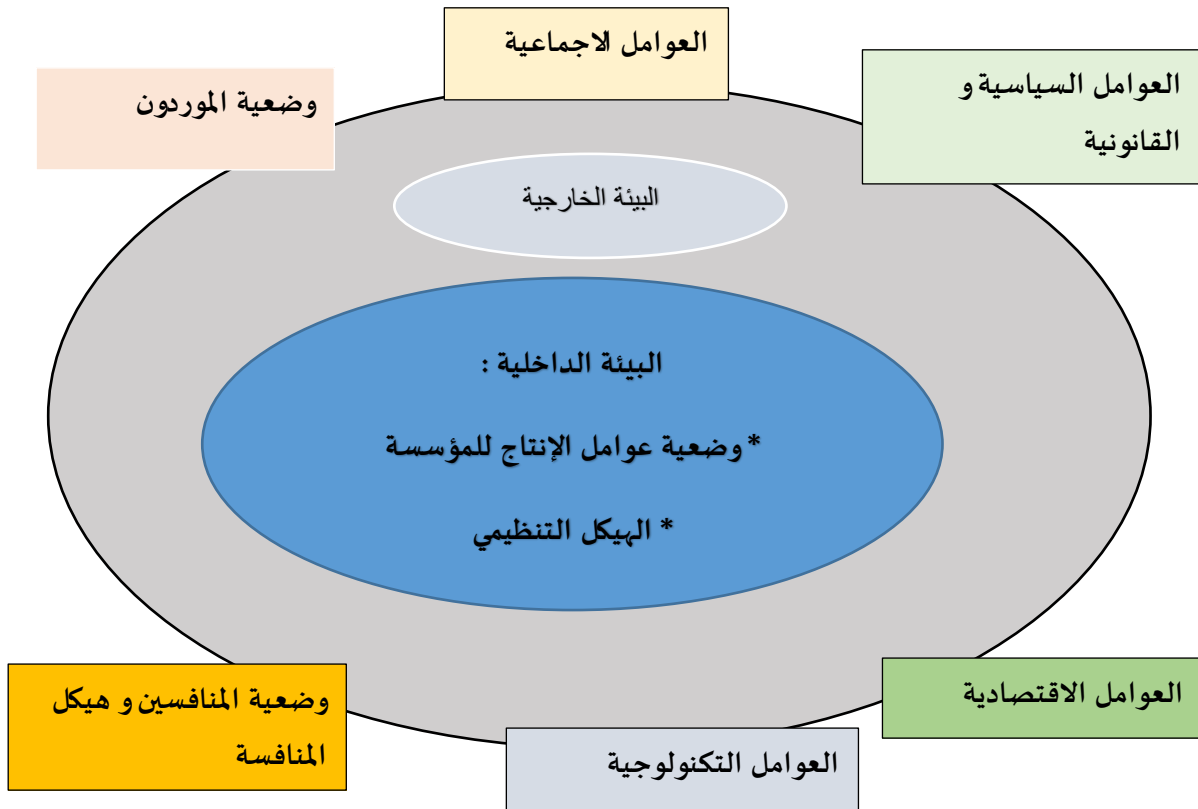 العوامل الاجماعية
العوامل السياسية و
القانونية
وضعية الموردون
البيئة الخارجية
البيئة الداخلية :
* وضعية عوامل الإنتاج للمؤسسة
* الهيكل التنظيمي
العوامل الاقتصادية
وضعية المنافسين و هيكل
المنافسة
العوامل التكنولوجية